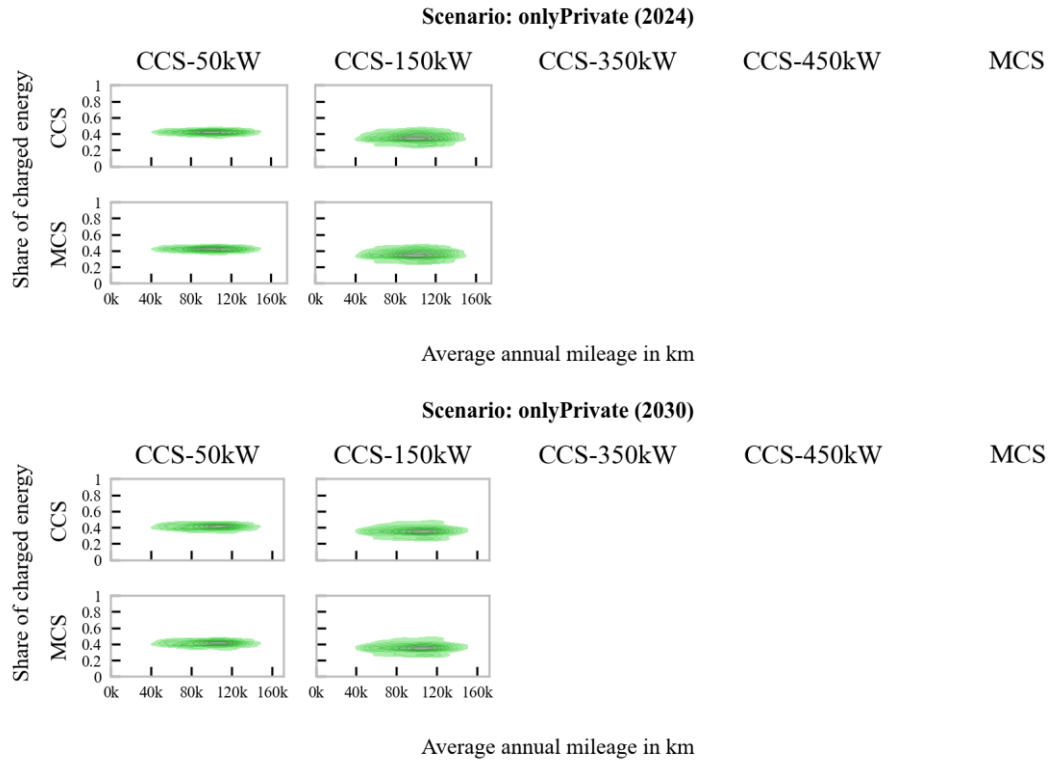 Scenario: onlyPrivate (2024)
CCS-50kW CCS-150kW CCS-350kW CCS-450kW MCS
Share of charged energy
CCS
1
0.8
0.6
0.4
0.2
0
MCS
1
0.8
0.6
0.4
0.2
0
0k 40k 80k 120k 160k 0k 40k 80k 120k 160k
Average annual mileage in km
Scenario: onlyPrivate (2030)
CCS-50kW CCS-150kW CCS-350kW CCS-450kW MCS
Share of charged energy
CCS
1
0.8
0.6
0.4
0.2
0
MCS
1
0.8
0.6
0.4
0.2
0
0k 40k 80k 120k 160k 0k 40k 80k 120k 160k
Average annual mileage in km